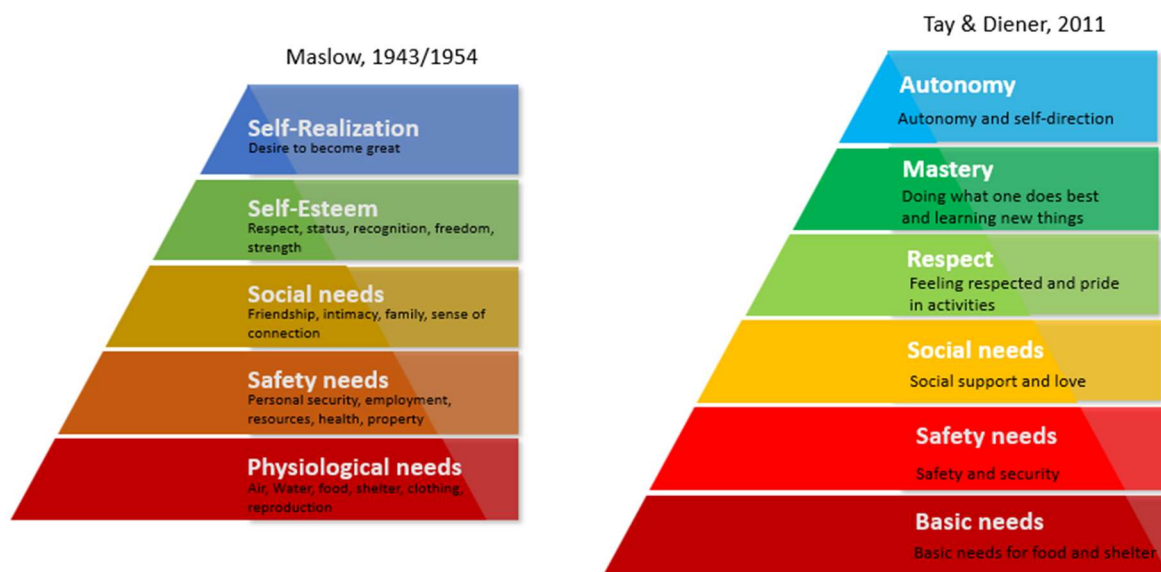 Maslow, 1943/1954
Self-Realization
Desire to become great
Self-Esteem
Respect, status, recognition, freedom,
strength
Social needs
Friendship, intimacy, family, sense of
connection
Safety needs
Personal security, employment,
resources, health, property
Physiological needs
Air, Water, food, shelter, clothing,
reproduction
Tay & Diener, 2011
Autonomy
Autonomy and self-direction
Mastery
Doing what one does best
and learning new things
Respect
Feeling respected and pride
in activities
Social needs
Social support and love
Safety needs
Safety and security
Basic needs
Basic needs for food and shelter